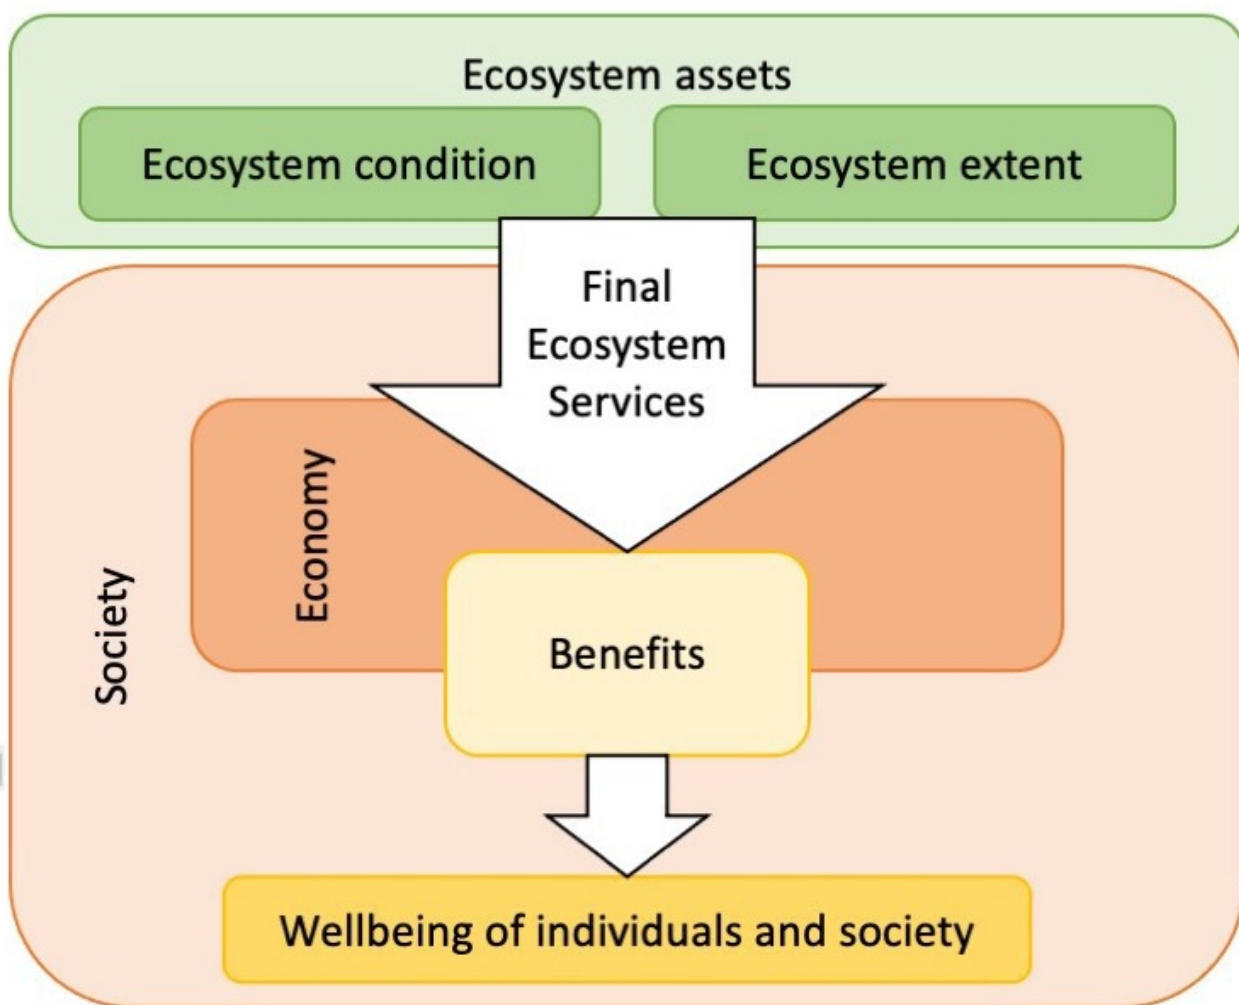 Ecosystem assets
Ecosystem condition
Ecosystem extent
Final
Ecosystem
Services
Economy
Society
Benefits
Wellbeing of individuals and society